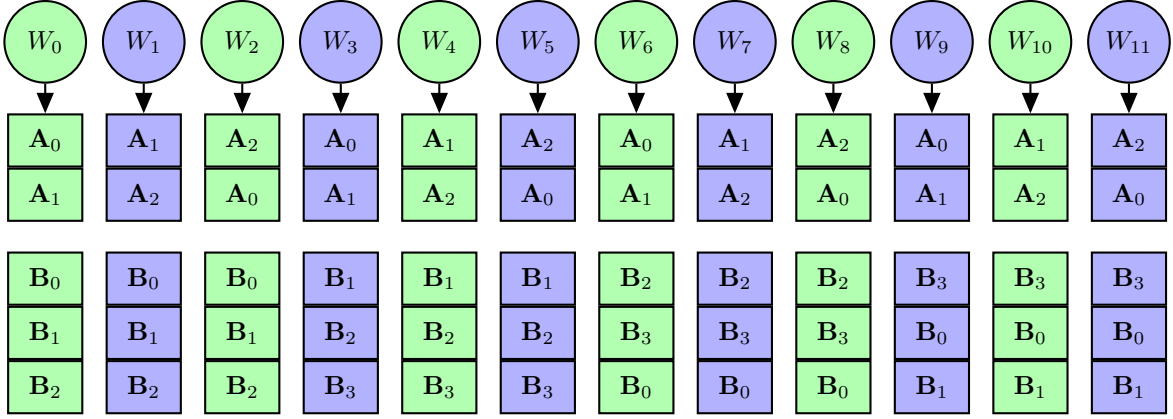 W₀ W₁ W₂ W₃ W₄ W₅ W₆ W₇ W₈ W₉ W₁₀ W₁₁
A₀ A₁ A₂ A₀ A₁ A₂ A₀ A₁ A₂ A₀ A₁ A₂
A₁ A₂ A₀ A₁ A₂ A₀ A₁ A₂ A₀ A₁ A₂ A₀
B₀ B₀ B₀ B₁ B₁ B₁ B₂ B₂ B₂ B₃ B₃ B₃
B₁ B₁ B₁ B₂ B₂ B₂ B₃ B₃ B₃ B₀ B₀ B₀
B₂ B₂ B₂ B₃ B₃ B₃ B₀ B₀ B₀ B₁ B₁ B₁